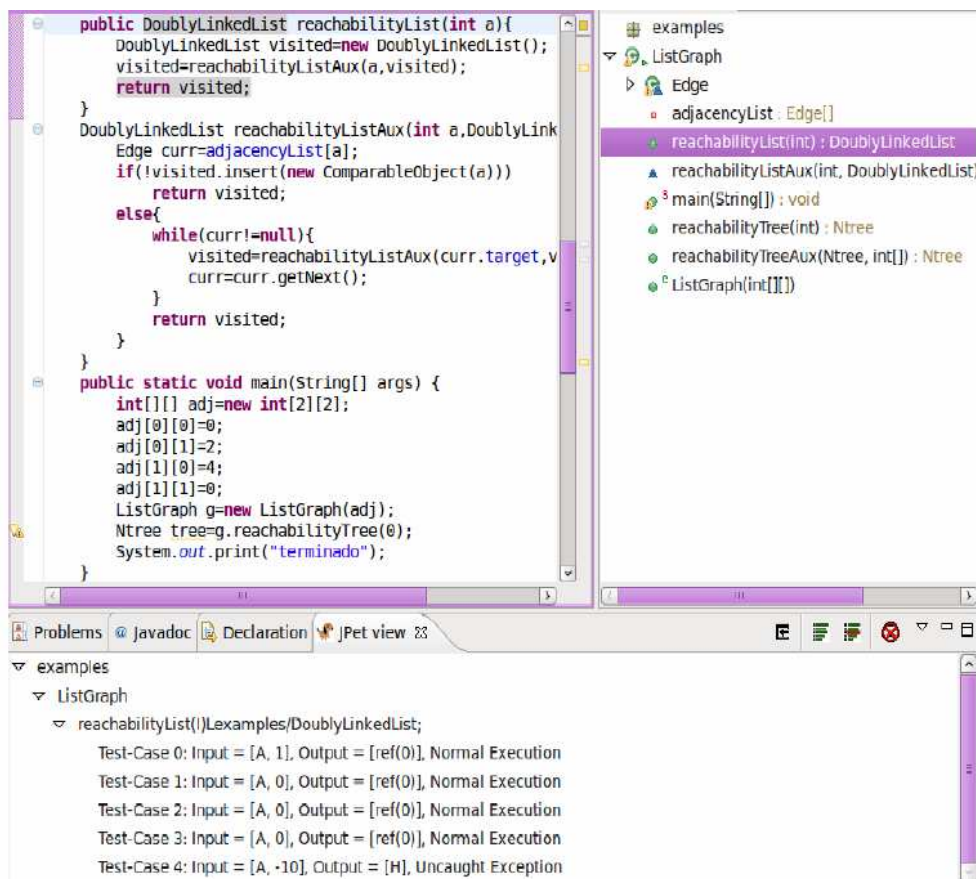 public DoublyLinkedList reachabilityList(int a){
DoublyLinkedList visited=new DoublyLinkedList();
visited=reachabilityListAux(a,visited);
return visited;
}
DoublyLinkedList reachabilityListAux(int a,DoublyLink
Edge curr=adjacencyList[a];
if(!visited.insert(new ComparableObject(a)))
return visited;
else{
while(curr!=null){
visited=reachabilityListAux(curr.target,v
curr=curr.getNext();
}
return visited;
}
}
public static void main(String[] args) {
int[][] adj=new int[2][2];
adj[0][0]=0;
adj[0][1]=2;
adj[1][0]=4;
adj[1][1]=0;
ListGraph g=new ListGraph(adj);
Ntree tree=g.reachabilityTree(0);
System.out.print("terminado");
}
examples
ListGraph
Edge
adjacencyList : Edge[]
reachabilityList(int) : DoublyLinkedList
reachabilityListAux(int, DoublyLinkedList)
S main(String[]) : void
reachabilityTree(int) : Ntree
reachabilityTreeAux(Ntree, int[]) : Ntree
C ListGraph(int[][])
Problems @ Javadoc Declaration JPet view
examples
ListGraph
reachabilityList(I)Lexamples/DoublyLinkedList;
Test-Case 0: Input = [A, 1], Output = [ref(0)], Normal Execution
Test-Case 1: Input = [A, 0], Output = [ref(0)], Normal Execution
Test-Case 2: Input = [A, 0], Output = [ref(0)], Normal Execution
Test-Case 3: Input = [A, 0], Output = [ref(0)], Normal Execution
Test-Case 4: Input = [A, -10], Output = [H], Uncaught Exception